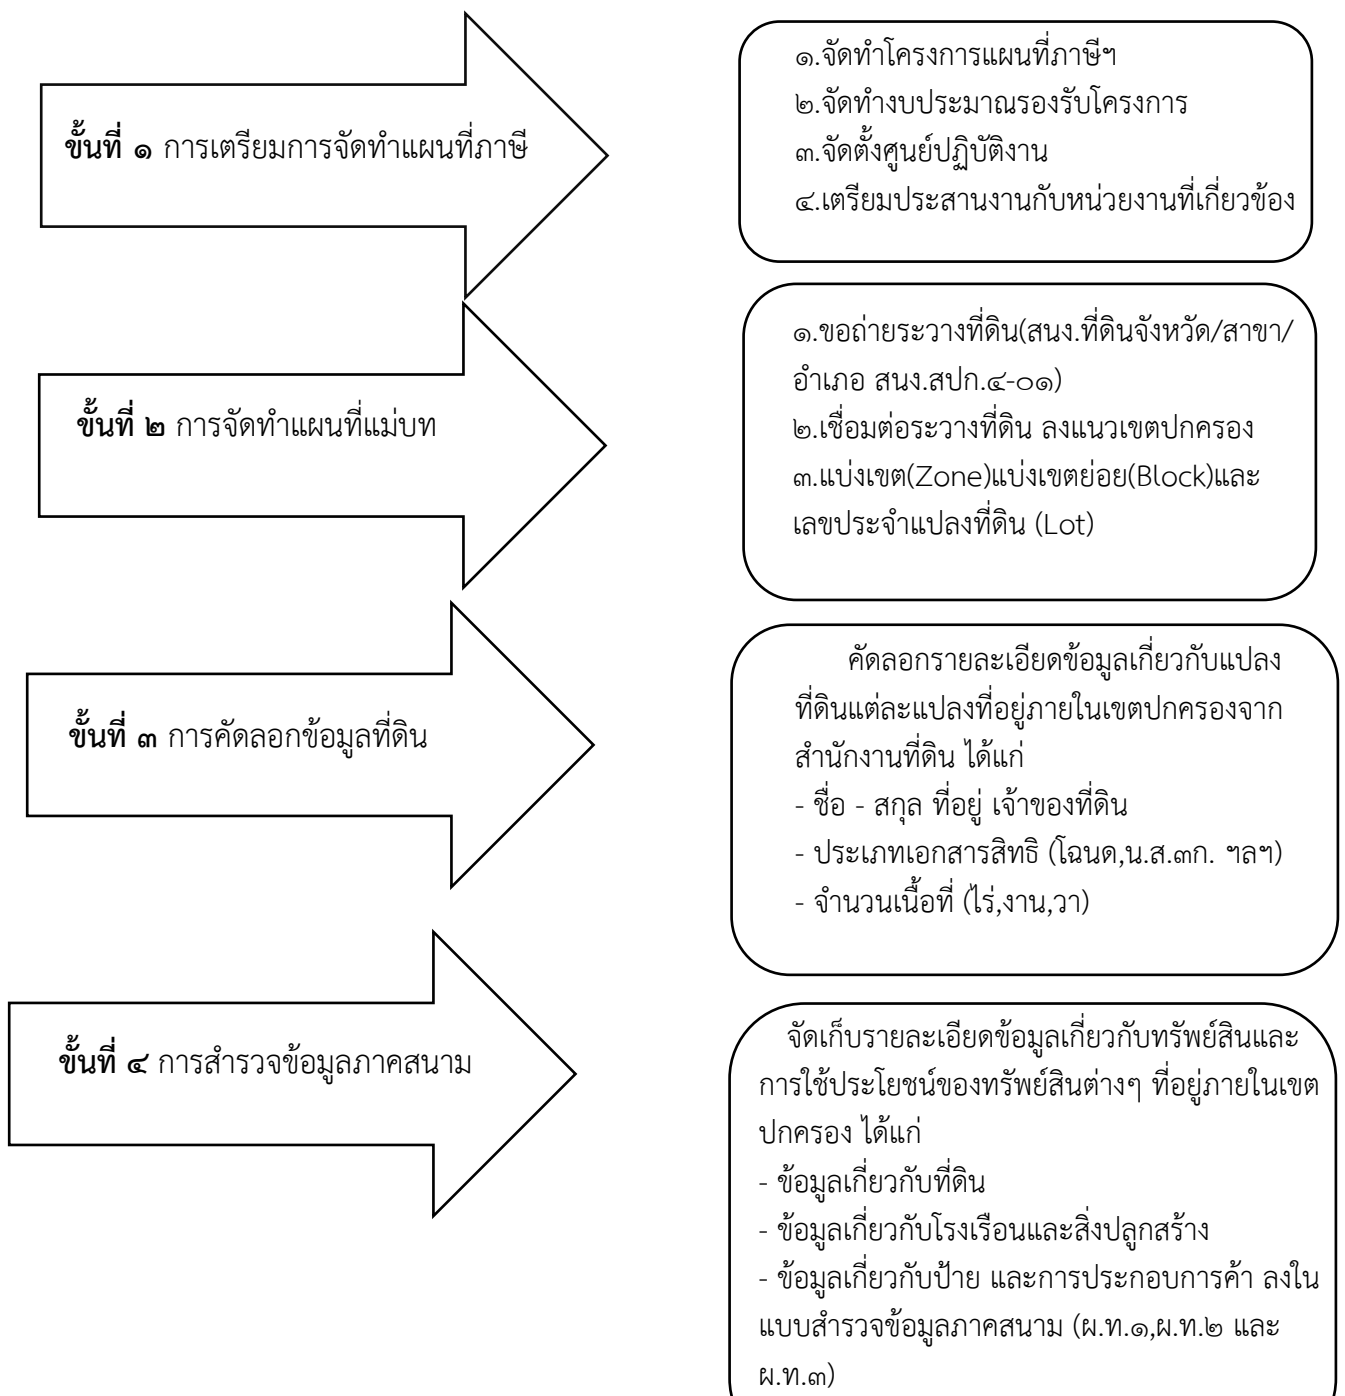 ขั้นที่ ๑ การเตรียมการจัดทำแผนที่ภาษี
๑.จัดทำโครงการแผนที่ภาษีฯ
๒.จัดทำงบประมาณรองรับโครงการ
๓.จัดตั้งศูนย์ปฏิบัติงาน
๔.เตรียมประสานงานกับหน่วยงานที่เกี่ยวข้อง
ขั้นที่ ๒ การจัดทำแผนที่แม่บท
๑.ขอถ่ายระวางที่ดิน(สนง.ที่ดินจังหวัด/สาขา/
อำเภอ สนง.สปก.๔-๐๑)
๒.เชื่อมต่อระวางที่ดิน ลงแนวเขตปกครอง
๓.แบ่งเขต(Zone)แบ่งเขตย่อย(Block)และ
เลขประจำแปลงที่ดิน (Lot)
ขั้นที่ ๓ การคัดลอกข้อมูลที่ดิน
คัดลอกรายละเอียดข้อมูลเกี่ยวกับแปลง
ที่ดินแต่ละแปลงที่อยู่ภายในเขตปกครองจาก
สำนักงานที่ดิน ได้แก่
- ชื่อ - สกุล ที่อยู่ เจ้าของที่ดิน
- ประเภทเอกสารสิทธิ (โฉนด,น.ส.๓ก. ฯลฯ)
- จำนวนเนื้อที่ (ไร่,งาน,วา)
ขั้นที่ ๔ การสำรวจข้อมูลภาคสนาม
จัดเก็บรายละเอียดข้อมูลเกี่ยวกับทรัพย์สินและ
การใช้ประโยชน์ของทรัพย์สินต่างๆ ที่อยู่ภายในเขต
ปกครอง ได้แก่
- ข้อมูลเกี่ยวกับที่ดิน
- ข้อมูลเกี่ยวกับโรงเรือนและสิ่งปลูกสร้าง
- ข้อมูลเกี่ยวกับป้าย และการประกอบการค้า ลงใน
แบบสำรวจข้อมูลภาคสนาม (ผ.ท.๑,ผ.ท.๒ และ
ผ.ท.๓)